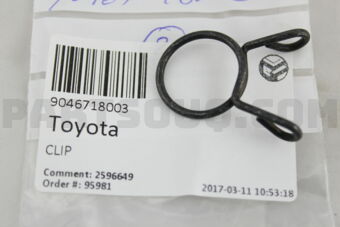 9046718003
Toyota
CLIP
Comment: 2596649
Order #: 95981
2017-03-11 10:53:18